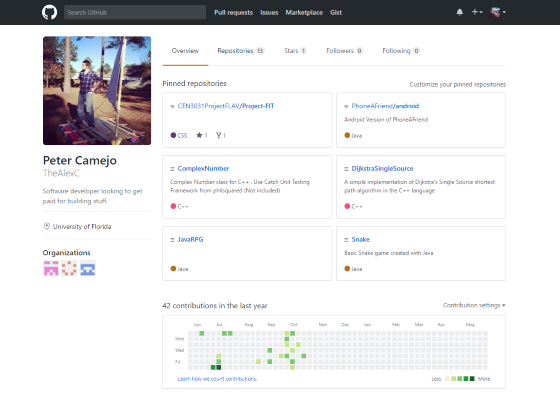 Search GitHub
Pull requests Issues Marketplace Gist
Overview Repositories 13 Stars 1 Followers 0 Following 0
Pinned repositories
Customize your pinned repositories
CEN3031ProjectFLAV/Project-FIT
CSS 1 1
PhoneAFriend/android
Android Version of PhoneAFriend
Java
ComplexNumber
Complex Number class for C++ . Use Catch Unit Testing
Framework from philsquared (Not included)
C++
DijkstraSingleSource
A simple implementation of Dijkstra's Single Source shortest
path algorithm in the C++ language
C++
JavaRPG
Java
Snake
Basic Snake game created with Java
Java
Peter Camejo
TheAlexC
Software developer looking to get
paid for building stuff.
University of Florida
Organizations
42 contributions in the last year
Contribution settings
Jun Jul Aug Sep Oct Nov Dec Jan Feb Mar Apr May
Mon
Wed
Fri
Learn how we count contributions.
Less More